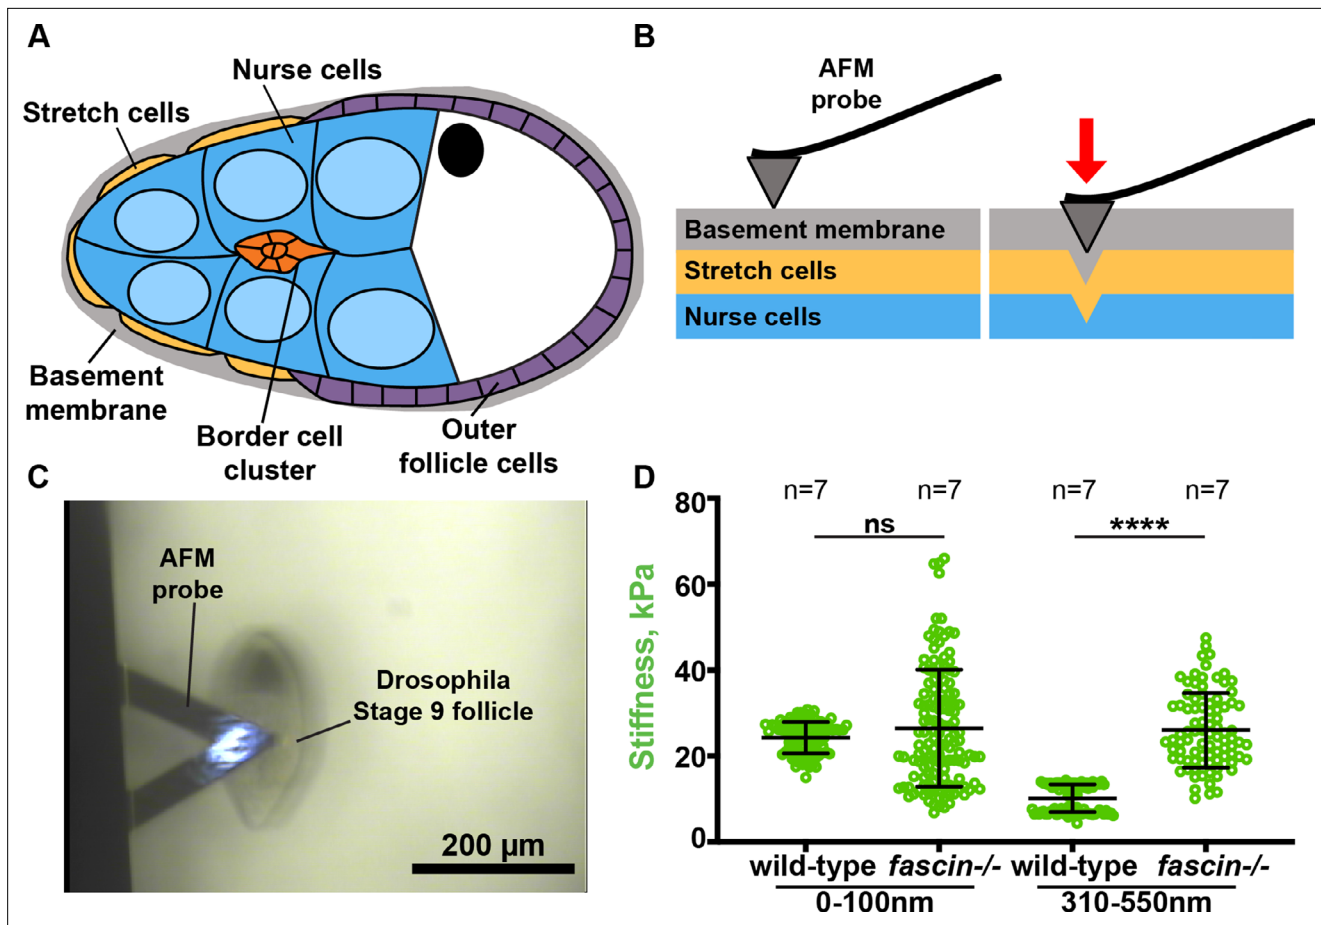 A
Nurse cells
Stretch cells
Basement
membrane
Border cell
cluster
Outer
follicle cells
B
AFM
probe
Basement membrane
Stretch cells
Nurse cells
C
AFM
probe
Drosophila
Stage 9 follicle
200 µm
D
n=7
n=7
n=7
n=7
ns
****
Stiffness, kPa
80
60
40
20
0
wild-type
fascin-/-
wild-type
fascin-/-
0-100nm
310-550nm